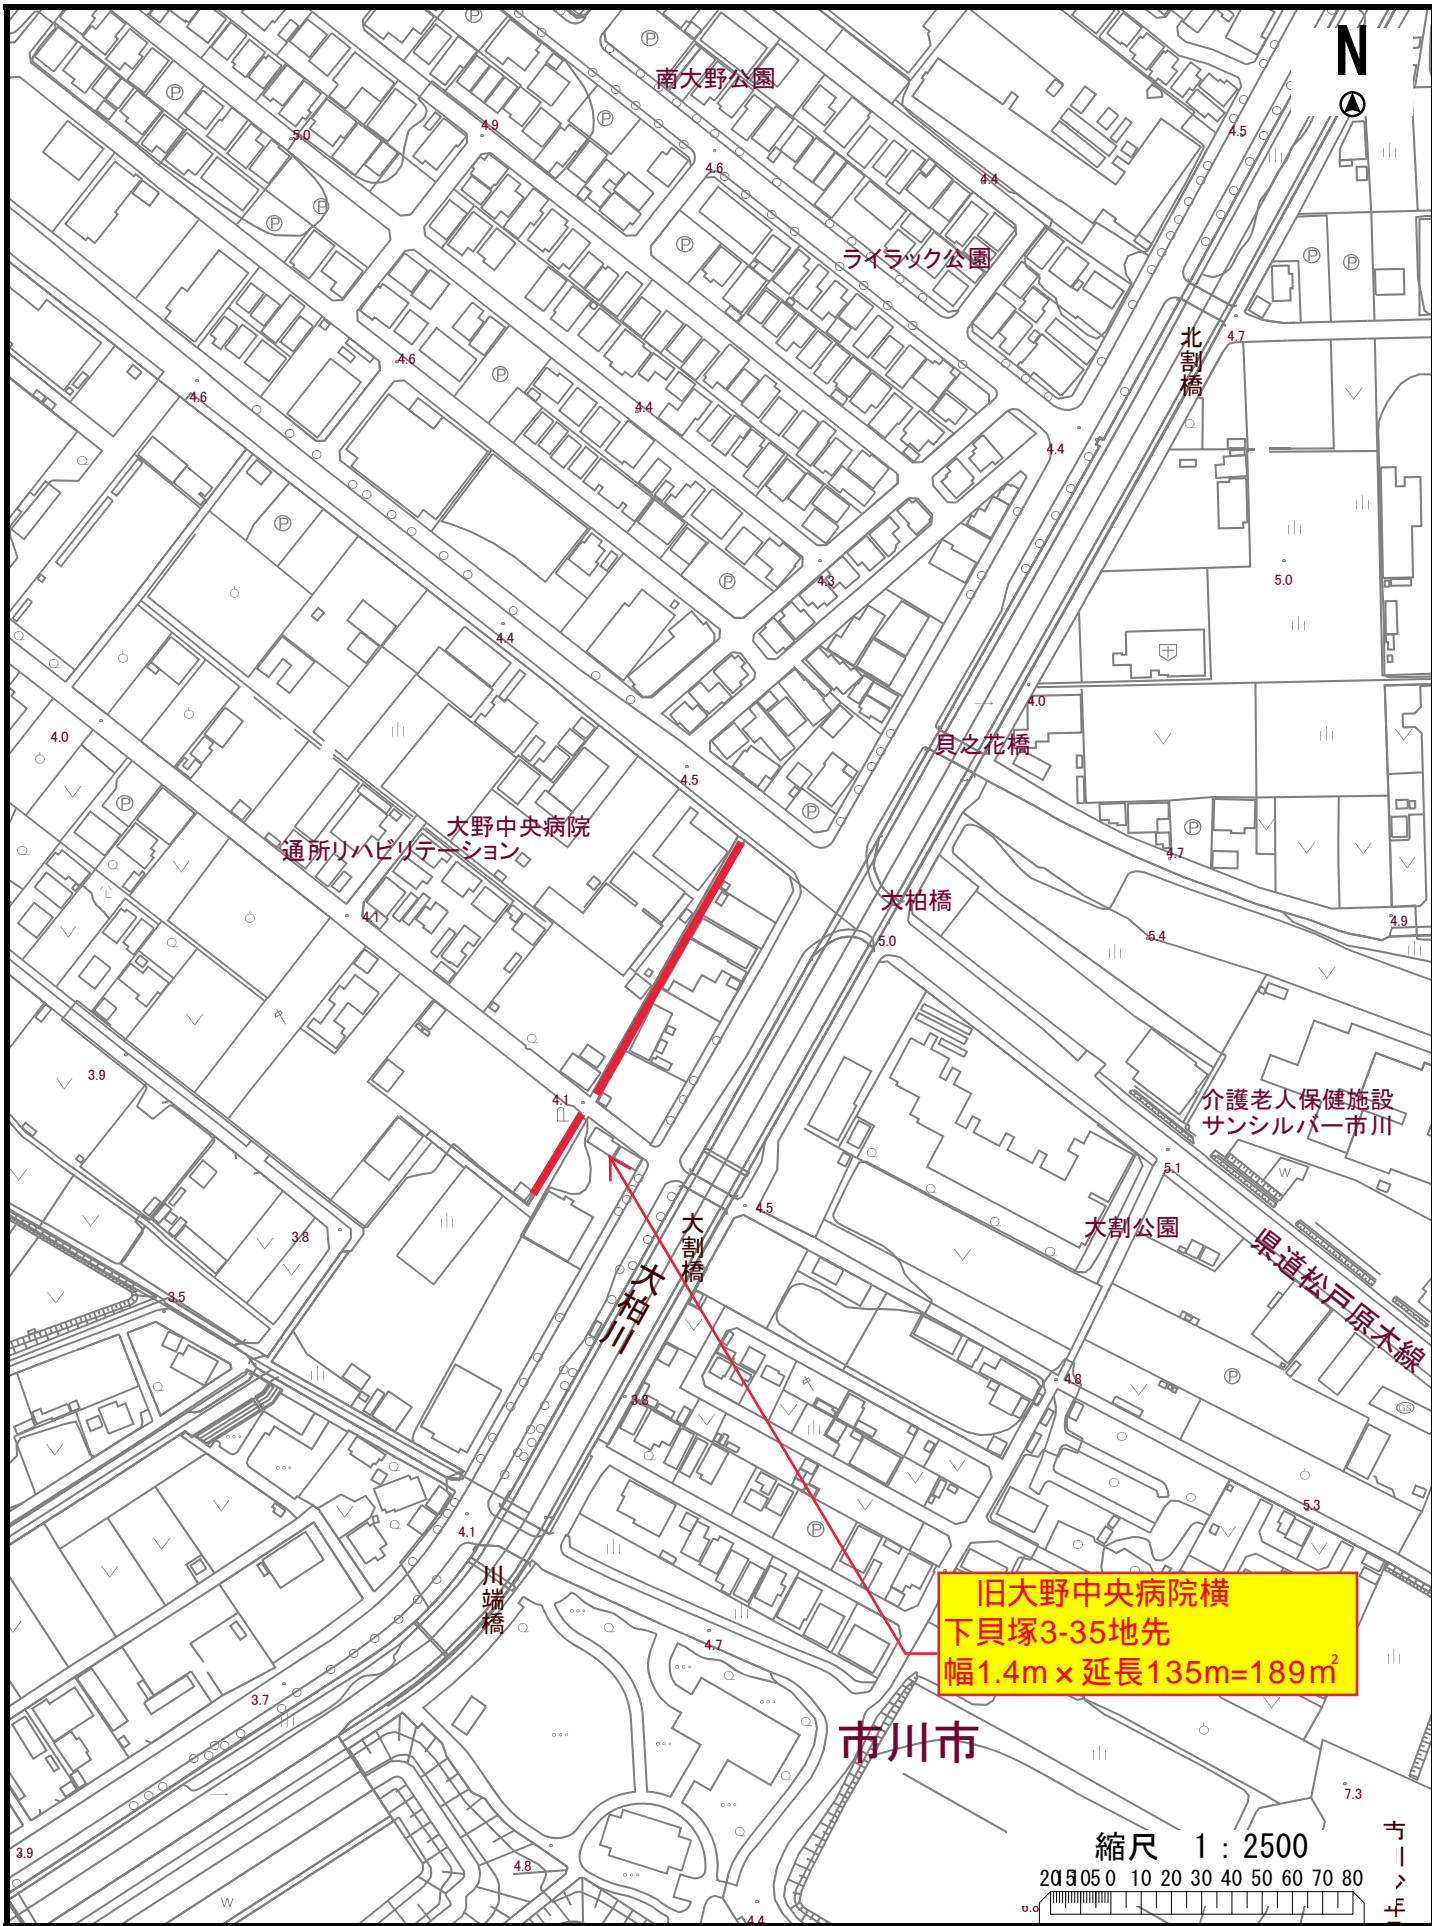 N
南大野公園
4.9
5.0
4.6
4.5
4.4
ライラック公園
北割橋
4.7
4.6
4.6
4.4
4.4
4.3
5.0
4.4
4.0
4.0
貝之花橋
4.5
大野中央病院
通所リハビリテーション
4.7
大柏橋
4.1
4.9
5.4
5.0
3.9
4.1
介護老人保健施設
サンシルバー市川
5.1
4.5
大割橋
大割公園
3.8
県道松戸原木線
大柏川
3.5
4.8
3.8
5.3
4.1
川端橋
旧大野中央病院横
下貝塚3-35地先
幅1.4m×延長135m=189㎡
4.7
3.7
市川市
7.3
3.9
4.8
縮尺 1：2500
20 15 10 5 0 10 20 30 40 50 60 70 80
4.4